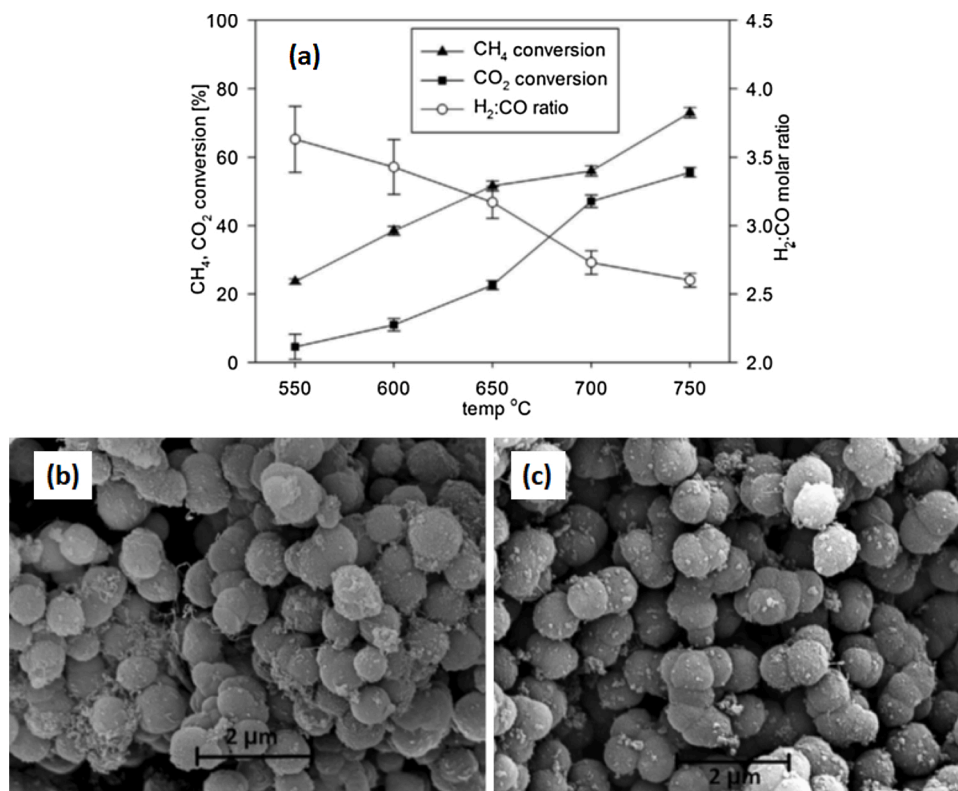 (a)
CH₄ conversion
CO₂ conversion
H₂:CO ratio
CH₄, CO₂ conversion [%]
100
80
60
40
20
0
H₂:CO molar ratio
4.5
4.0
3.5
3.0
2.5
2.0
550 600 650 700 750
temp °C
(b)
2 μm
(c)
2 μm